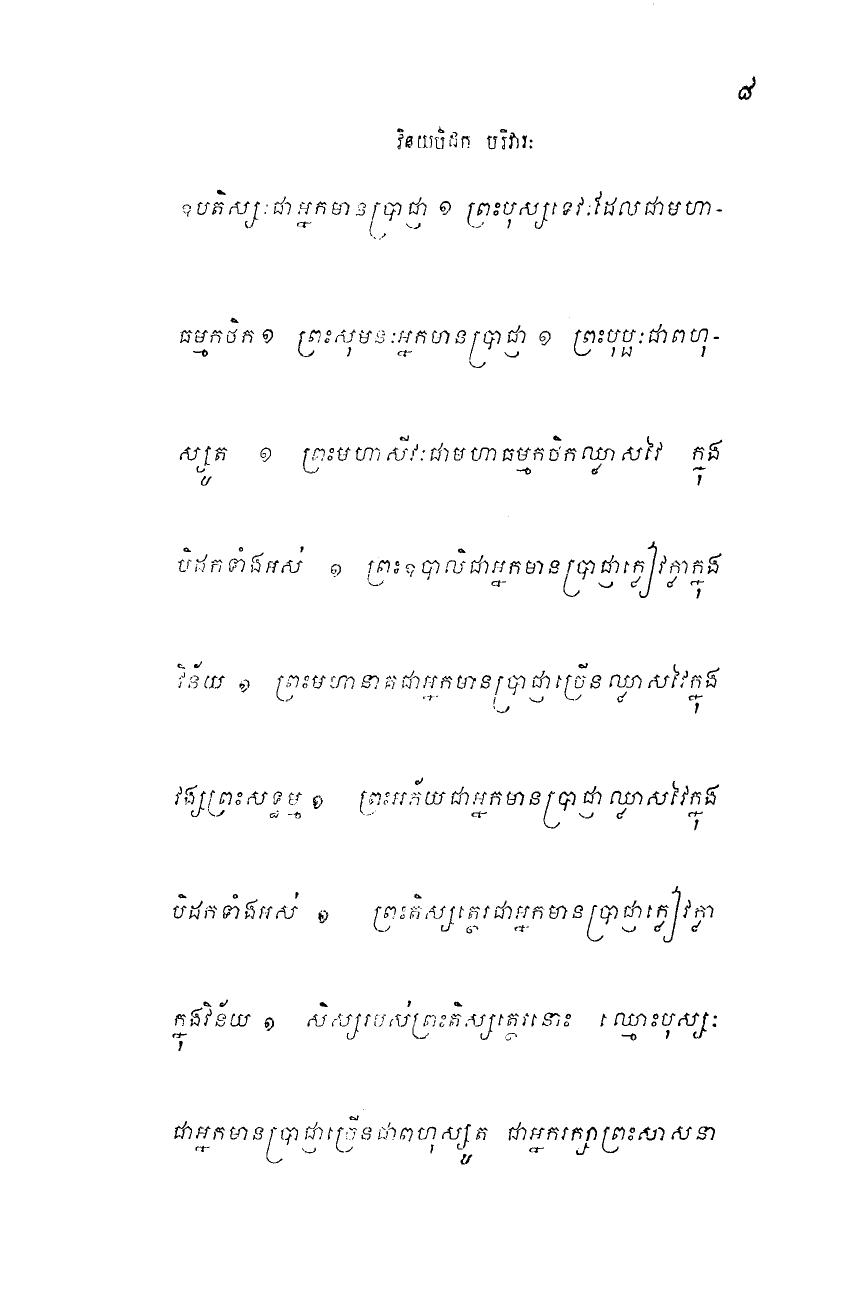 ៨
វិនយបិដក បរិវារៈ
ឧបតិស្សៈជាអ្នកមានប្រាជ្ញា ១ ព្រះបុស្សទេវៈដែលជាមហា-
ធម្មកថិក ១ ព្រះសុមនៈអ្នកមានប្រាជ្ញា ១ ព្រះបុប្ផៈជាពហុ-
ស្សូត ១ ព្រះមហាសីវៈជាមហាធម្មកថិកឈ្លាសវៃ ក្នុង
បិដកទាំងអស់ ១ ព្រះឧបាលិជាអ្នកមានប្រាជ្ញាក្លៀវក្លាក្នុង
វិន័យ ១ ព្រះមហានាគជាអ្នកមានប្រាជ្ញាច្រើនឈ្លាសវៃក្នុង
វង្សព្រះសទ្ធម្ម ១ ព្រះអភ័យជាអ្នកមានប្រាជ្ញាឈ្លាសវៃក្នុង
បិដកទាំងអស់ ១ ព្រះតិស្សត្ថេរជាអ្នកមានប្រាជ្ញាក្លៀវក្លា
ក្នុងវិន័យ ១ សិស្សរបស់ព្រះតិស្សត្ថេរនោះ ឈ្មោះបុស្សៈ
ជាអ្នកមានប្រាជ្ញាច្រើនជាពហុស្សូត ជាអ្នករក្សាព្រះសាសនា